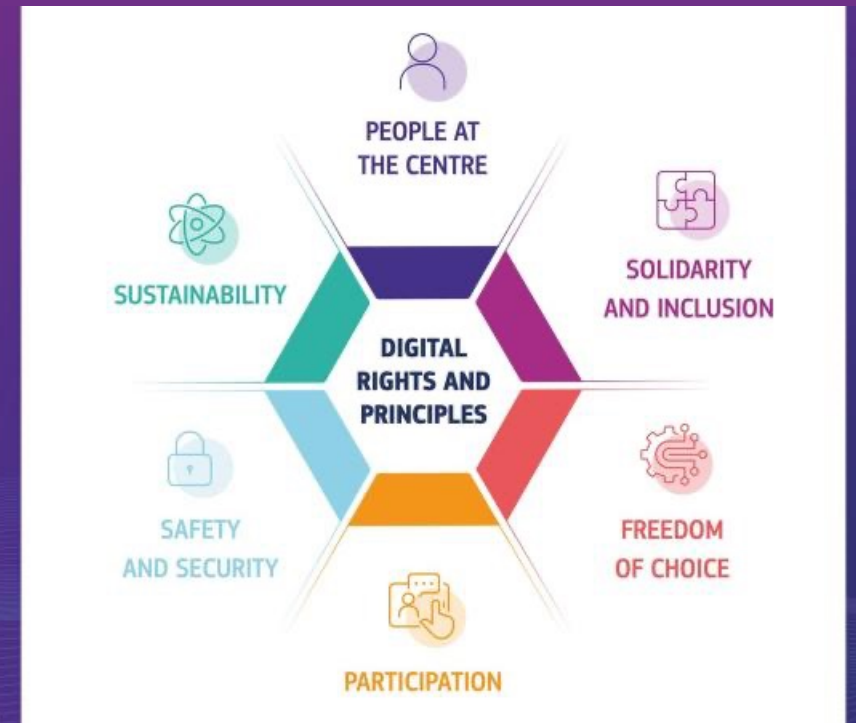 PEOPLE AT
THE CENTRE
SOLIDARITY
AND INCLUSION
SUSTAINABILITY
DIGITAL
RIGHTS AND
PRINCIPLES
SAFETY
AND SECURITY
FREEDOM
OF CHOICE
PARTICIPATION